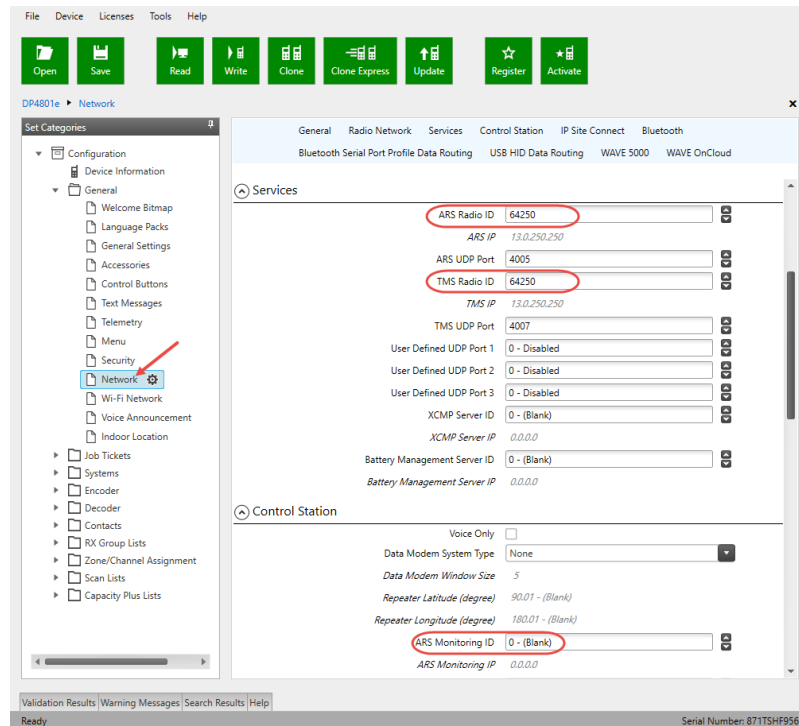 File Device Licenses Tools Help
Open Save Read Write Clone Clone Express Update Register Activate
DP4801e Network x
Set Categories
Configuration
Device Information
General
Welcome Bitmap
Language Packs
General Settings
Accessories
Control Buttons
Text Messages
Telemetry
Menu
Security
Network
Wi-Fi Network
Voice Announcement
Indoor Location
Job Tickets
Systems
Encoder
Decoder
Contacts
RX Group Lists
Zone/Channel Assignment
Scan Lists
Capacity Plus Lists
General Radio Network Services Control Station IP Site Connect Bluetooth
Bluetooth Serial Port Profile Data Routing USB HID Data Routing WAVE 5000 WAVE OnCloud
Services
ARS Radio ID 64250
ARS IP 13.0.250.250
ARS UDP Port 4005
TMS Radio ID 64250
TMS IP 13.0.250.250
TMS UDP Port 4007
User Defined UDP Port 1 0 - Disabled
User Defined UDP Port 2 0 - Disabled
User Defined UDP Port 3 0 - Disabled
XCMP Server ID 0 - (Blank)
XCMP Server IP 0.0.0.0
Battery Management Server ID 0 - (Blank)
Battery Management Server IP 0.0.0.0
Control Station
Voice Only
Data Modem System Type None
Data Modem Window Size 5
Repeater Latitude (degree) 90.01 - (Blank)
Repeater Longitude (degree) 180.01 - (Blank)
ARS Monitoring ID 0 - (Blank)
ARS Monitoring IP 0.0.0.0
Validation Results Warning Messages Search Results Help
Ready Serial Number: 871TSHF956